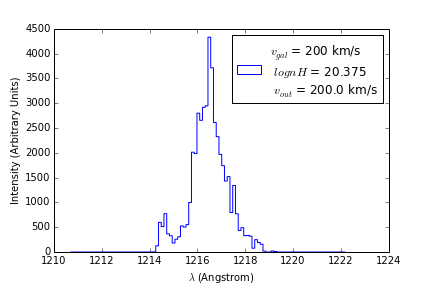 4500
4000
3500
3000
2500
2000
1500
1000
500
0
Intensity (Arbitrary Units)
v_gal = 200 km/s
lognH = 20.375
v_out = 200.0 km/s
1210 1212 1214 1216 1218 1220 1222 1224
λ (Angstrom)